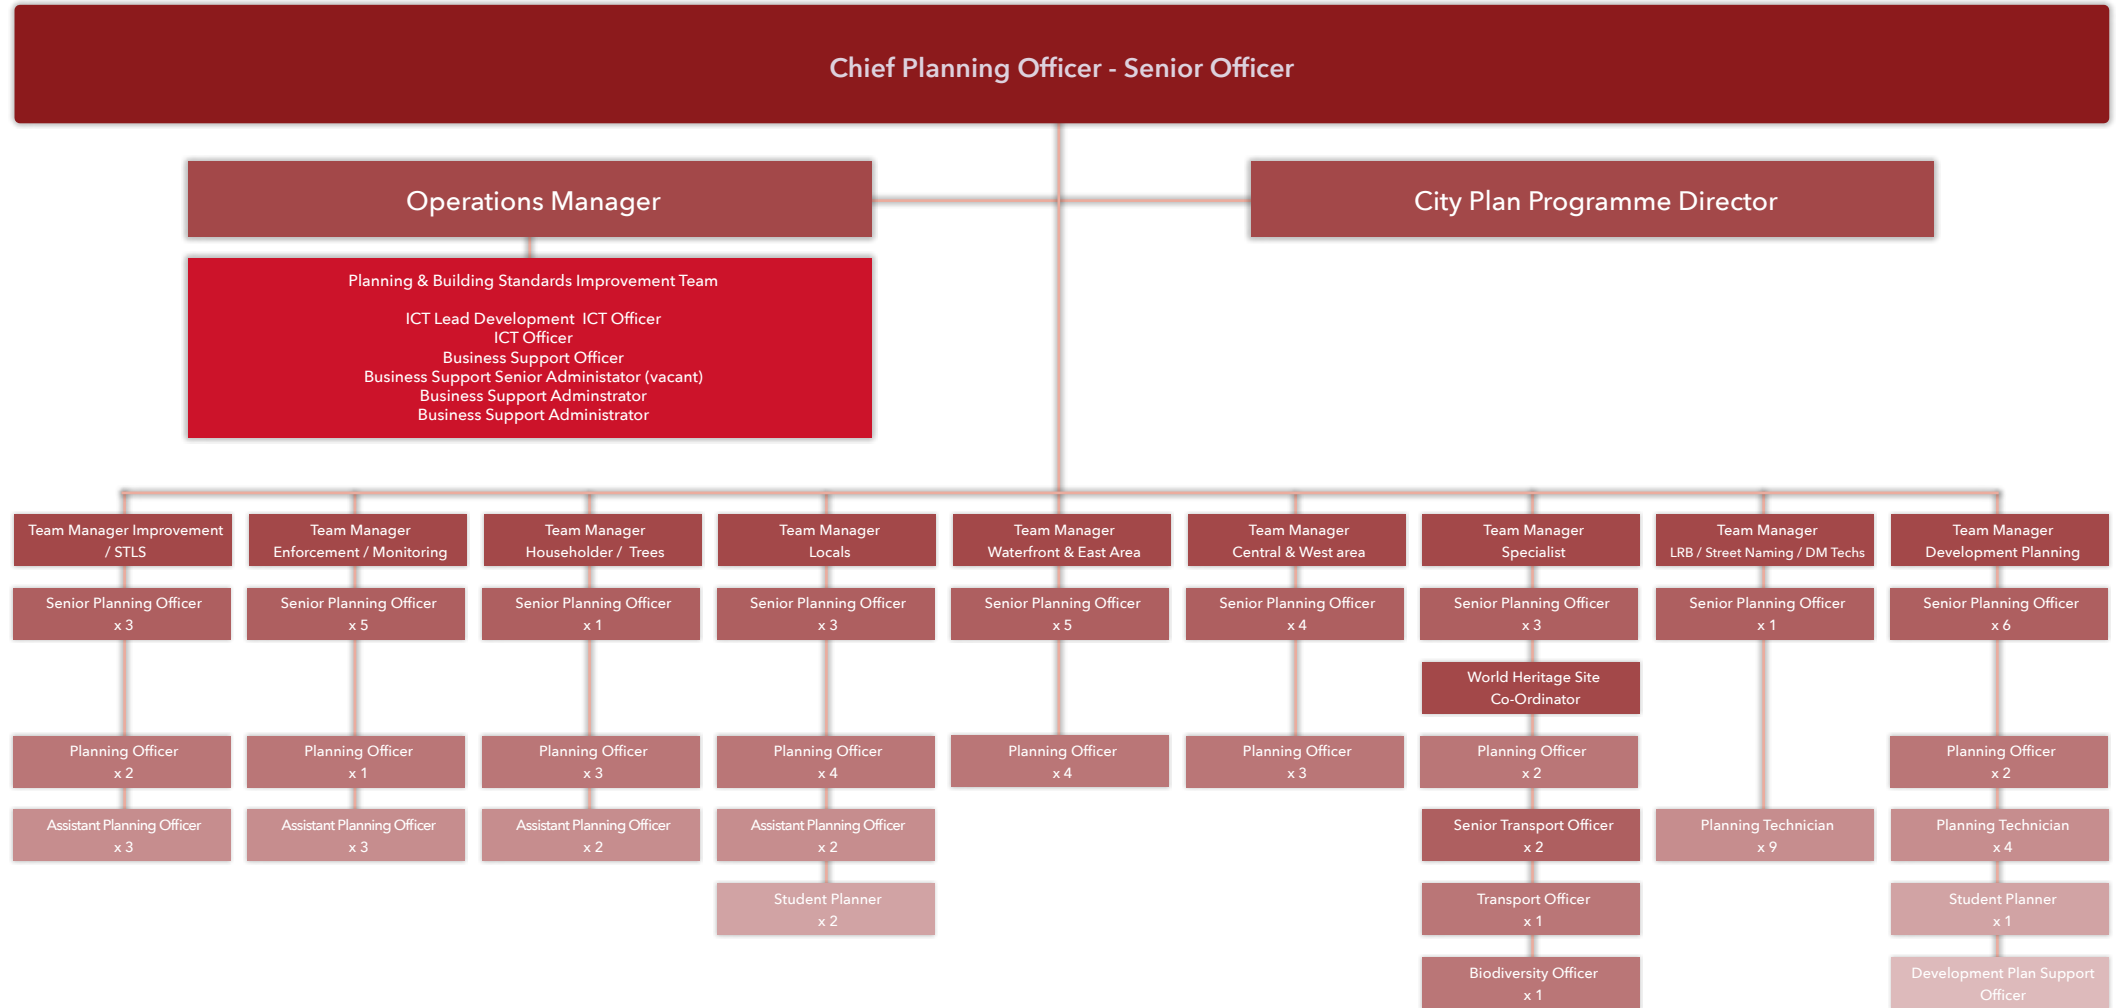 Chief Planning Officer - Senior Officer
Operations Manager
City Plan Programme Director
Planning & Building Standards Improvement Team
ICT Lead Development  ICT Officer
ICT Officer
Business Support Officer
Business Support Senior Administator (vacant)
Business Support Adminstrator
Business Support Administrator
Team Manager Improvement
/ STLS
Senior Planning Officer
x 3
Planning Officer
x 2
Assistant Planning Officer
x 3
Team Manager
Enforcement / Monitoring
Senior Planning Officer
x 5
Planning Officer
x 1
Assistant Planning Officer
x 3
Team Manager
Householder /  Trees
Senior Planning Officer
x 1
Planning Officer
x 3
Assistant Planning Officer
x 2
Team Manager
Locals
Senior Planning Officer
x 3
Planning Officer
x 4
Assistant Planning Officer
x 2
Student Planner
x 2
Team Manager
Waterfront & East Area
Senior Planning Officer
x 5
Planning Officer
x 4
Team Manager
Central & West area
Senior Planning Officer
x 4
Planning Officer
x 3
Team Manager
Specialist
Senior Planning Officer
x 3
World Heritage Site
Co-Ordinator
Planning Officer
x 2
Senior Transport Officer
x 2
Transport Officer
x 1
Biodiversity Officer
x 1
Team Manager
LRB / Street Naming / DM Techs
Senior Planning Officer
x 1
Planning Technician
x 9
Team Manager
Development Planning
Senior Planning Officer
x 6
Planning Officer
x 2
Planning Technician
x 4
Student Planner
x 1
Development Plan Support
Officer